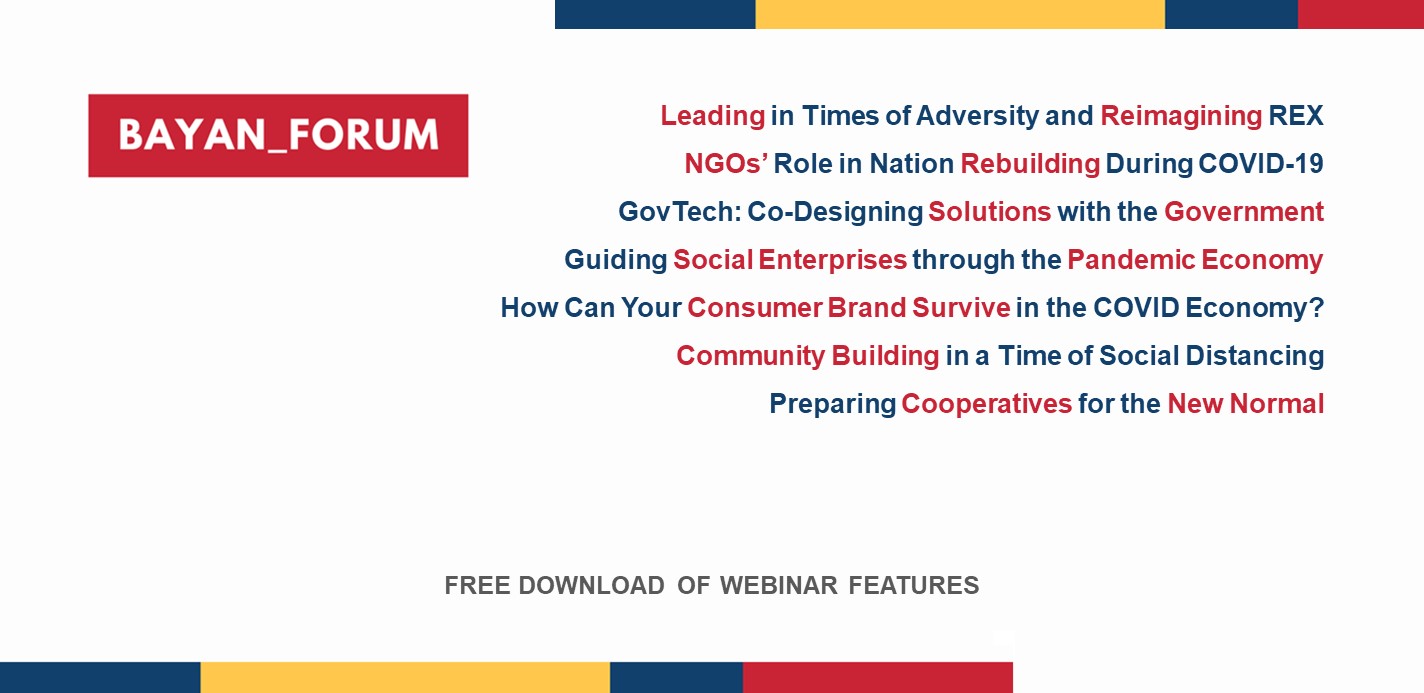 BAYAN_FORUM
Leading in Times of Adversity and Reimagining REX
NGOs’ Role in Nation Rebuilding During COVID-19
GovTech: Co-Designing Solutions with the Government
Guiding Social Enterprises through the Pandemic Economy
How Can Your Consumer Brand Survive in the COVID Economy?
Community Building in a Time of Social Distancing
Preparing Cooperatives for the New Normal
FREE DOWNLOAD OF WEBINAR FEATURES